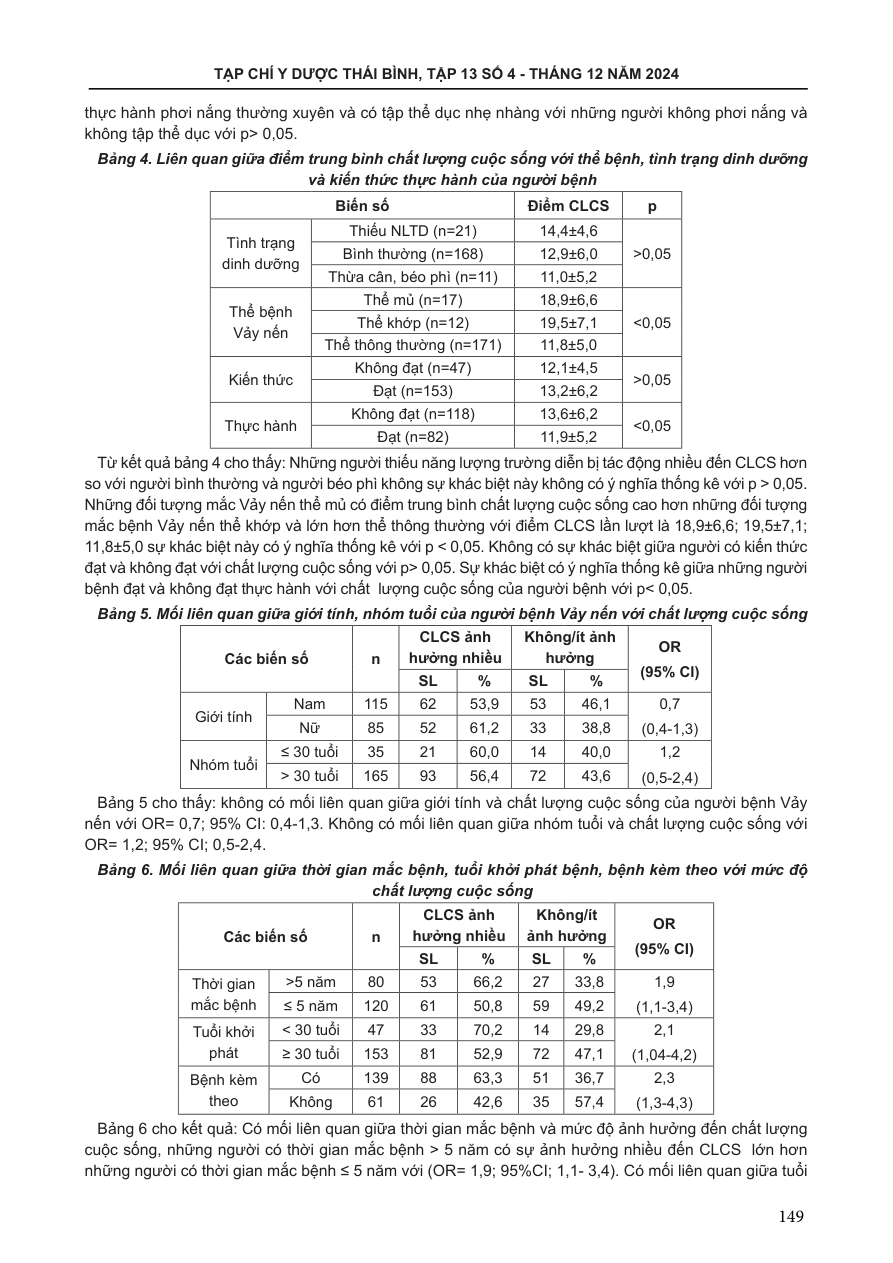 TẠP CHÍ Y DƯỢC THÁI BÌNH, TẬP 13 SỐ 4 - THÁNG 12 NĂM 2024
thực hành phơi nắng thường xuyên và có tập thể dục nhẹ nhàng với những người không phơi nắng và
không tập thể dục với p> 0,05.
Bảng 4. Liên quan giữa điểm trung bình chất lượng cuộc sống với thể bệnh, tình trạng dinh dưỡng
và kiến thức thực hành của người bệnh
Biến số Điểm CLCS p
Tình trạng dinh dưỡng Thiếu NLTD (n=21) 14,4±4,6 >0,05
Bình thường (n=168) 12,9±6,0
Thừa cân, béo phì (n=11) 11,0±5,2
Thể bệnh Vảy nến Thể mủ (n=17) 18,9±6,6 <0,05
Thể khớp (n=12) 19,5±7,1
Thể thông thường (n=171) 11,8±5,0
Kiến thức Không đạt (n=47) 12,1±4,5 >0,05
Đạt (n=153) 13,2±6,2
Thực hành Không đạt (n=118) 13,6±6,2 <0,05
Đạt (n=82) 11,9±5,2
Từ kết quả bảng 4 cho thấy: Những người thiếu năng lượng trường diễn bị tác động nhiều đến CLCS hơn
so với người bình thường và người béo phì không sự khác biệt này không có ý nghĩa thống kê với p > 0,05.
Những đối tượng mắc Vảy nến thể mủ có điểm trung bình chất lượng cuộc sống cao hơn những đối tượng
mắc bệnh Vảy nến thể khớp và lớn hơn thể thông thường với điểm CLCS lần lượt là 18,9±6,6; 19,5±7,1;
11,8±5,0 sự khác biệt này có ý nghĩa thống kê với p < 0,05. Không có sự khác biệt giữa người có kiến thức
đạt và không đạt với chất lượng cuộc sống với p> 0,05. Sự khác biệt có ý nghĩa thống kê giữa những người
bệnh đạt và không đạt thực hành với chất lượng cuộc sống của người bệnh với p< 0,05.
Bảng 5. Mối liên quan giữa giới tính, nhóm tuổi của người bệnh Vảy nến với chất lượng cuộc sống
Các biến số n CLCS ảnh hưởng nhiều Không/ít ảnh hưởng OR (95% CI)
SL % SL %
Giới tính Nam 115 62 53,9 53 46,1 0,7
Nữ 85 52 61,2 33 38,8 (0,4-1,3)
Nhóm tuổi ≤ 30 tuổi 35 21 60,0 14 40,0 1,2
> 30 tuổi 165 93 56,4 72 43,6 (0,5-2,4)
Bảng 5 cho thấy: không có mối liên quan giữa giới tính và chất lượng cuộc sống của người bệnh Vảy
nến với OR= 0,7; 95% CI: 0,4-1,3. Không có mối liên quan giữa nhóm tuổi và chất lượng cuộc sống với
OR= 1,2; 95% CI; 0,5-2,4.
Bảng 6. Mối liên quan giữa thời gian mắc bệnh, tuổi khởi phát bệnh, bệnh kèm theo với mức độ
chất lượng cuộc sống
Các biến số n CLCS ảnh hưởng nhiều Không/ít ảnh hưởng OR (95% CI)
SL % SL %
Thời gian mắc bệnh >5 năm 80 53 66,2 27 33,8 1,9
≤ 5 năm 120 61 50,8 59 49,2 (1,1-3,4)
Tuổi khởi phát < 30 tuổi 47 33 70,2 14 29,8 2,1
≥ 30 tuổi 153 81 52,9 72 47,1 (1,04-4,2)
Bệnh kèm theo Có 139 88 63,3 51 36,7 2,3
Không 61 26 42,6 35 57,4 (1,3-4,3)
Bảng 6 cho kết quả: Có mối liên quan giữa thời gian mắc bệnh và mức độ ảnh hưởng đến chất lượng
cuộc sống, những người có thời gian mắc bệnh > 5 năm có sự ảnh hưởng nhiều đến CLCS lớn hơn
những người có thời gian mắc bệnh ≤ 5 năm với (OR= 1,9; 95%CI; 1,1- 3,4). Có mối liên quan giữa tuổi
149